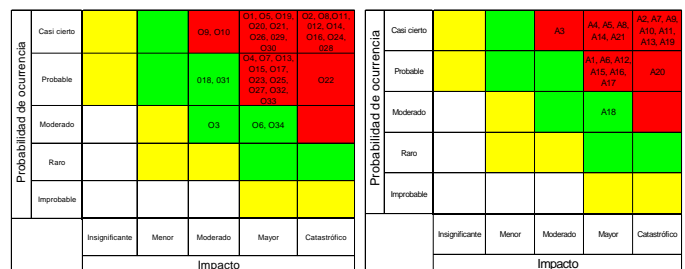 Probabilidad de ocurrencia
Casi cierto
O9, O10
O1, O5, O19,
O20, O21,
O26, 029,
O30
O2, O8,O11,
012, O14,
O16, O24,
028
Probable
018, 031
O4, O7, O13,
O15, O17,
O23, O25,
O27, O32,
O33
O22
Moderado
O3
O6, O34
Raro
Improbable
Insignificante
Menor
Moderado
Mayor
Catastrófico
Impacto
Probabilidad de ocurrencia
Casi cierto
A3
A4, A5, A8,
A14, A21
A2, A7, A9,
A10, A11,
A13, A19
Probable
A1, A6, A12,
A15, A16,
A17
A20
Moderado
A18
Raro
Improbable
Insignificante
Menor
Moderado
Mayor
Catastrófico
Impacto